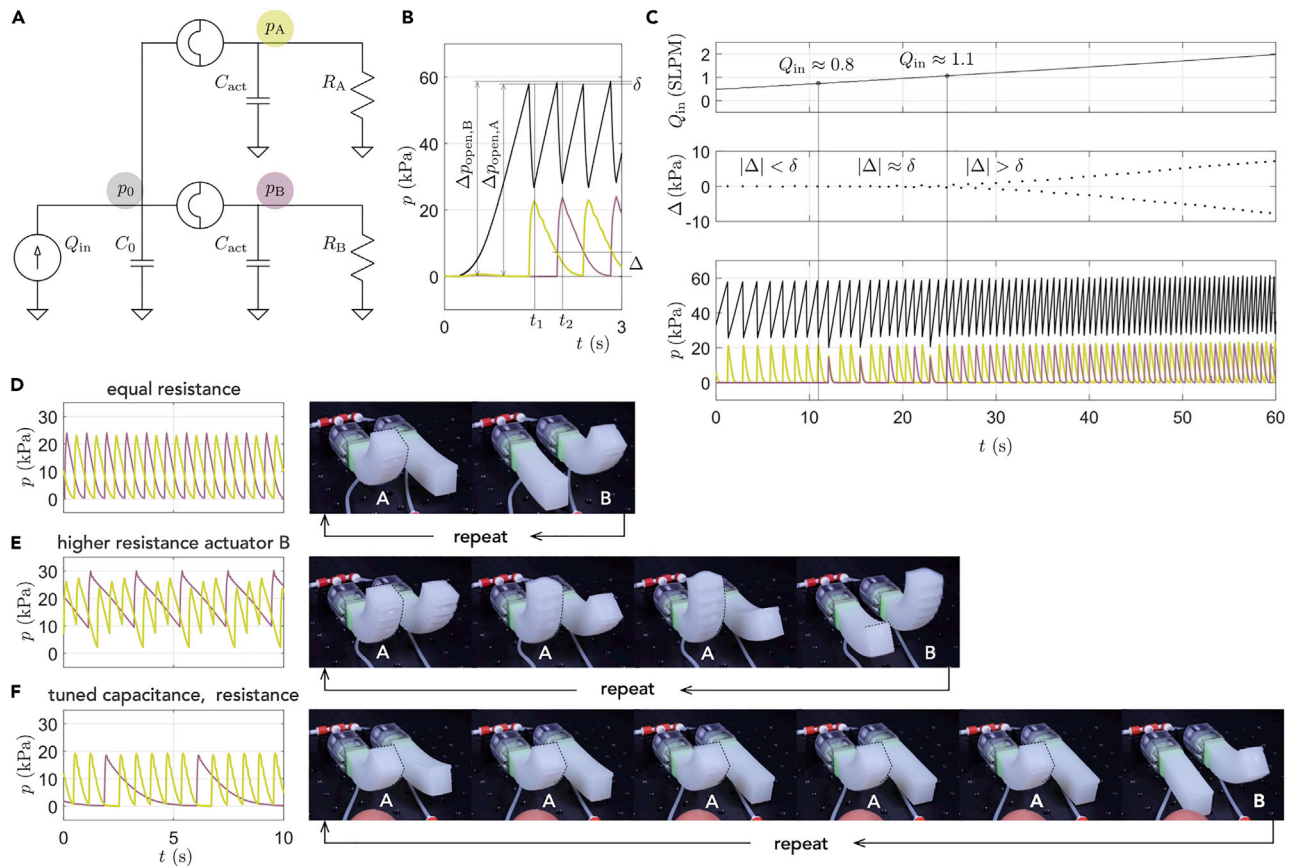 A
p_A
C_act
R_A
p_0
p_B
Q_in
C_0
C_act
R_B
B
p (kPa)
60
40
20
0
Δp_open,B
Δp_open,A
δ
Δ
0
t_1
t_2
3
t (s)
C
Q_in (SLPM)
2
1
0
Q_in ≈ 0.8
Q_in ≈ 1.1
Δ (kPa)
10
0
-10
|Δ| < δ
|Δ| ≈ δ
|Δ| > δ
p (kPa)
60
40
20
0
0
10
20
30
40
50
60
t (s)
D
equal resistance
p (kPa)
30
20
10
0
A
B
repeat
E
higher resistance actuator B
p (kPa)
30
20
10
0
A
A
A
B
repeat
F
tuned capacitance, resistance
p (kPa)
30
20
10
0
0
5
10
t (s)
A
A
A
A
A
B
repeat